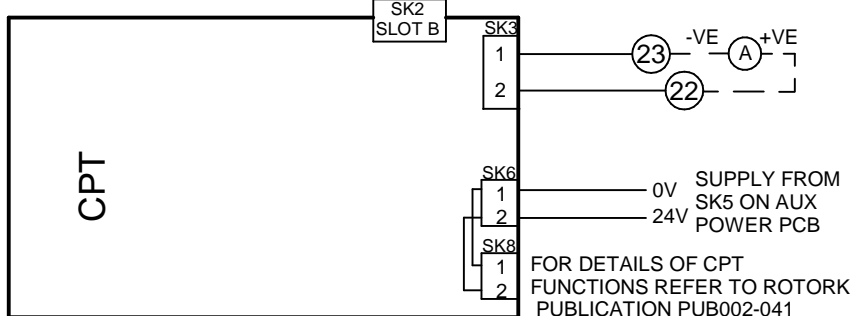 SK2
SLOT B
SK3
1
2
23
-VE
A
+VE
22
CPT
SK6
1
2
0V
24V
SUPPLY FROM
SK5 ON AUX
POWER PCB
SK8
1
2
FOR DETAILS OF CPT
FUNCTIONS REFER TO ROTORK
PUBLICATION PUB002-041